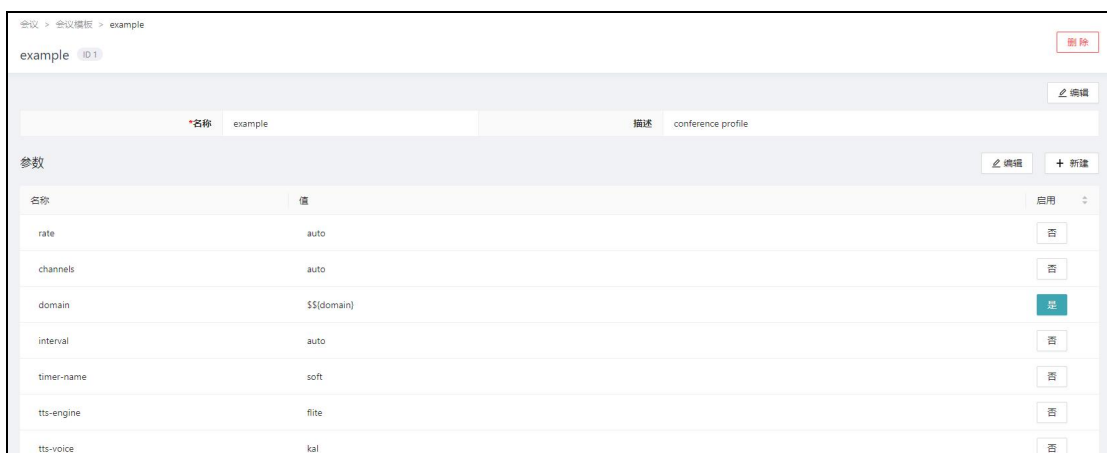 会议 > 会议模板 > example
删 除
example ID 1
编辑
*名称 example 描述 conference profile
参数 编辑 + 新建
名称 值 启用
rate auto 否
channels auto 否
domain $${domain} 是
interval auto 否
timer-name soft 否
tts-engine flite 否
tts-voice kal 否